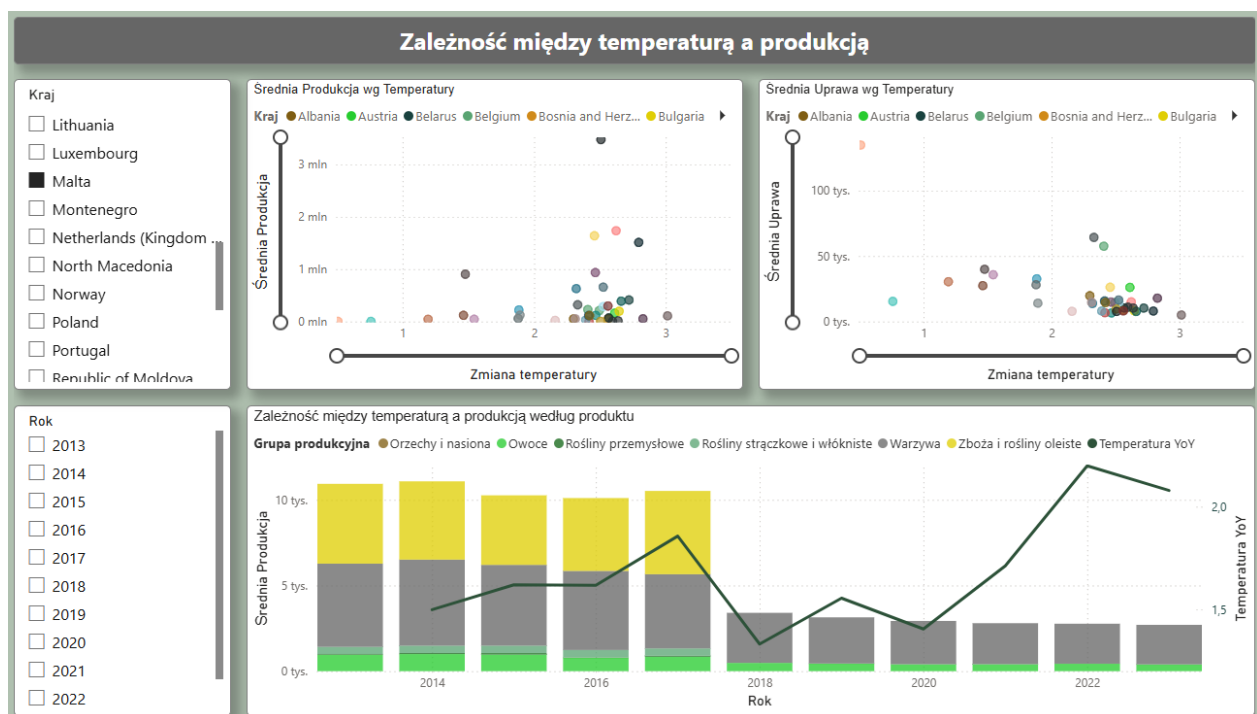 Zależność między temperaturą a produkcją
Kraj
Lithuania
Luxembourg
Malta
Montenegro
Netherlands (Kingdom ...
North Macedonia
Norway
Poland
Portugal
Republic of Moldova
Średnia Produkcja wg Temperatury
Kraj Albania Austria Belarus Belgium Bosnia and Herz... Bulgaria
3 mln
2 mln
1 mln
0 mln
Średnia Produkcja
1 2 3
Zmiana temperatury
Średnia Uprawa wg Temperatury
Kraj Albania Austria Belarus Belgium Bosnia and Herz... Bulgaria
100 tys.
50 tys.
0 tys.
Średnia Uprawa
1 2 3
Zmiana temperatury
Rok
2013
2014
2015
2016
2017
2018
2019
2020
2021
2022
Zależność między temperaturą a produkcją według produktu
Grupa produkcyjna Orzechy i nasiona Owoce Rośliny przemysłowe Rośliny strączkowe i włókniste Warzywa Zboża i rośliny oleiste Temperatura YoY
10 tys.
5 tys.
0 tys.
Średnia Produkcja
2014 2016 2018 2020 2022
Rok
2,0
1,5
Temperatura YoY